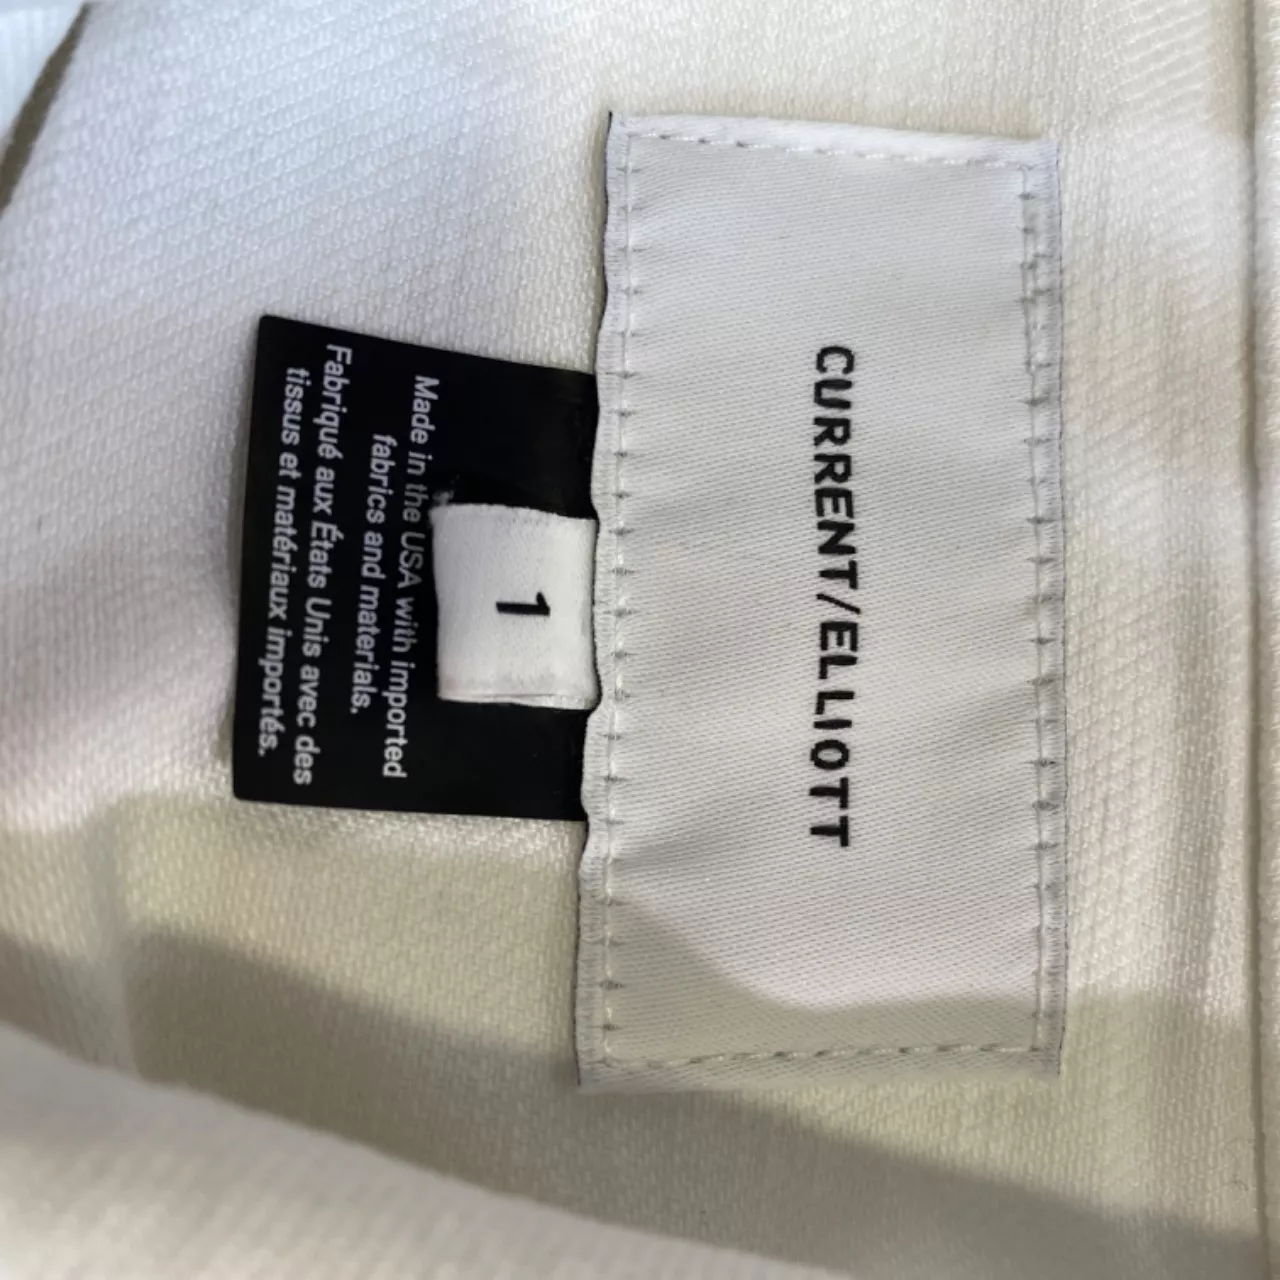 CURRENT/ELLIOTT
1
Made in the USA with imported
fabrics and materials.
Fabriqué aux États Unis avec des
tissus et matériaux importés.